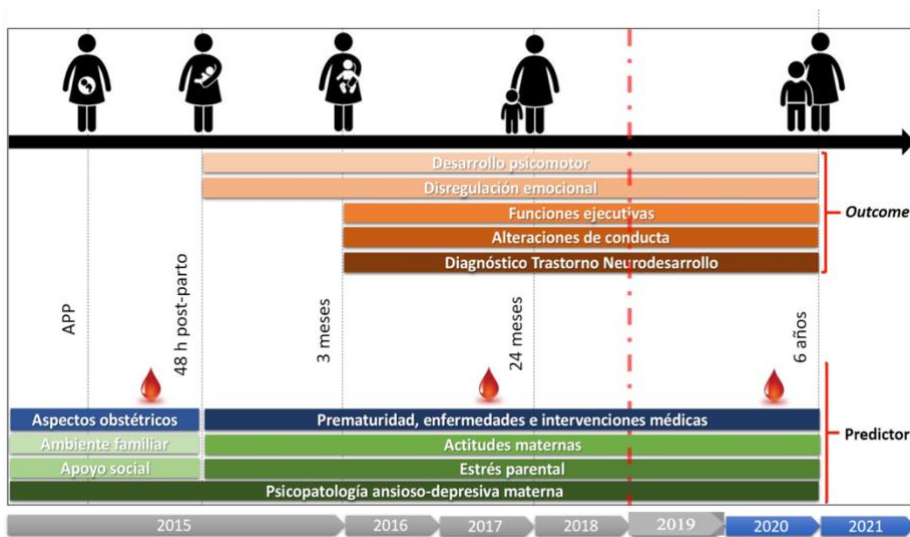 Desarrollo psicomotor
Disregulación emocional
Funciones ejecutivas
Alteraciones de conducta
Diagnóstico Trastorno Neurodesarrollo
Outcome
APP
48 h post-parto
3 meses
24 meses
6 años
Aspectos obstétricos
Prematuridad, enfermedades e intervenciones médicas
Ambiente familiar
Actitudes maternas
Predictor
Apoyo social
Estrés parental
Psicopatología ansioso-depresiva materna
2015 2016 2017 2018 2019 2020 2021